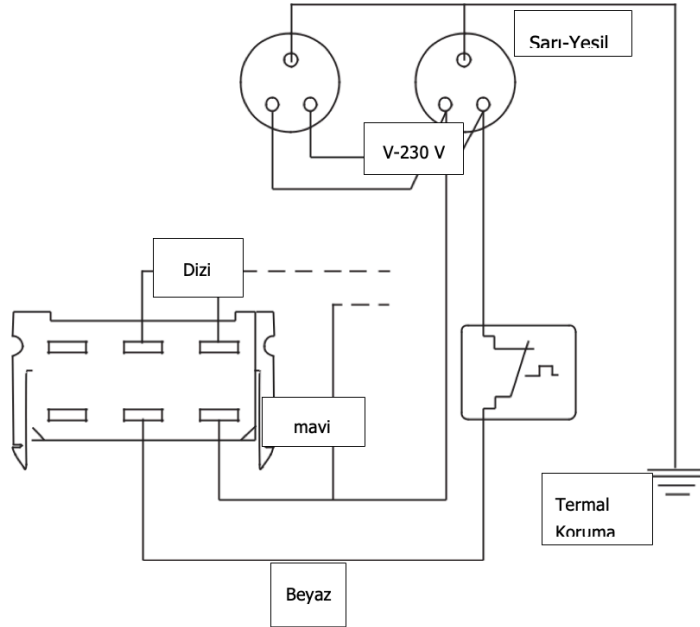 Sarı-Yesil
V-230 V
Dizi
mavi
Termal
Koruma
Beyaz